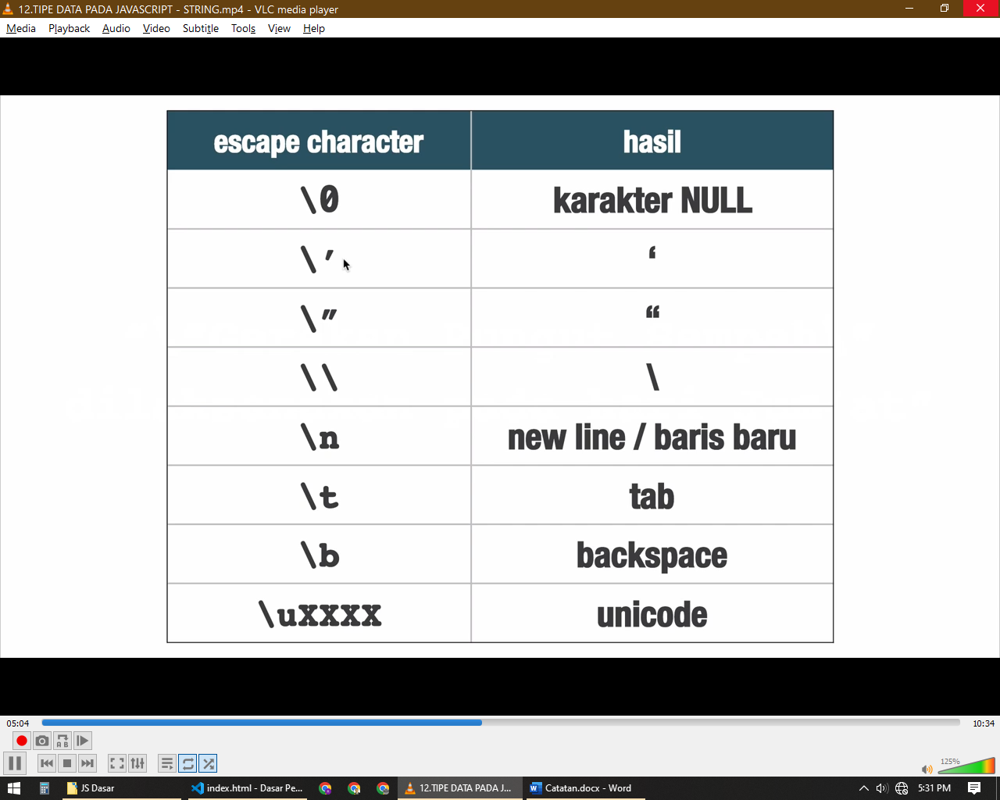 12.TIPE DATA PADA JAVASCRIPT - STRING.mp4 - VLC media player
Media Playback Audio Video Subtitle Tools View Help
escape character hasil
\0 karakter NULL
\’ ‘
\” “
\\ \
\n new line / baris baru
\t tab
\b backspace
\uXXXX unicode
05:04 10:34
A B
125%
JS Dasar index.html - Dasar Pe... 12.TIPE DATA PADA J... Catatan.docx - Word 5:31 PM